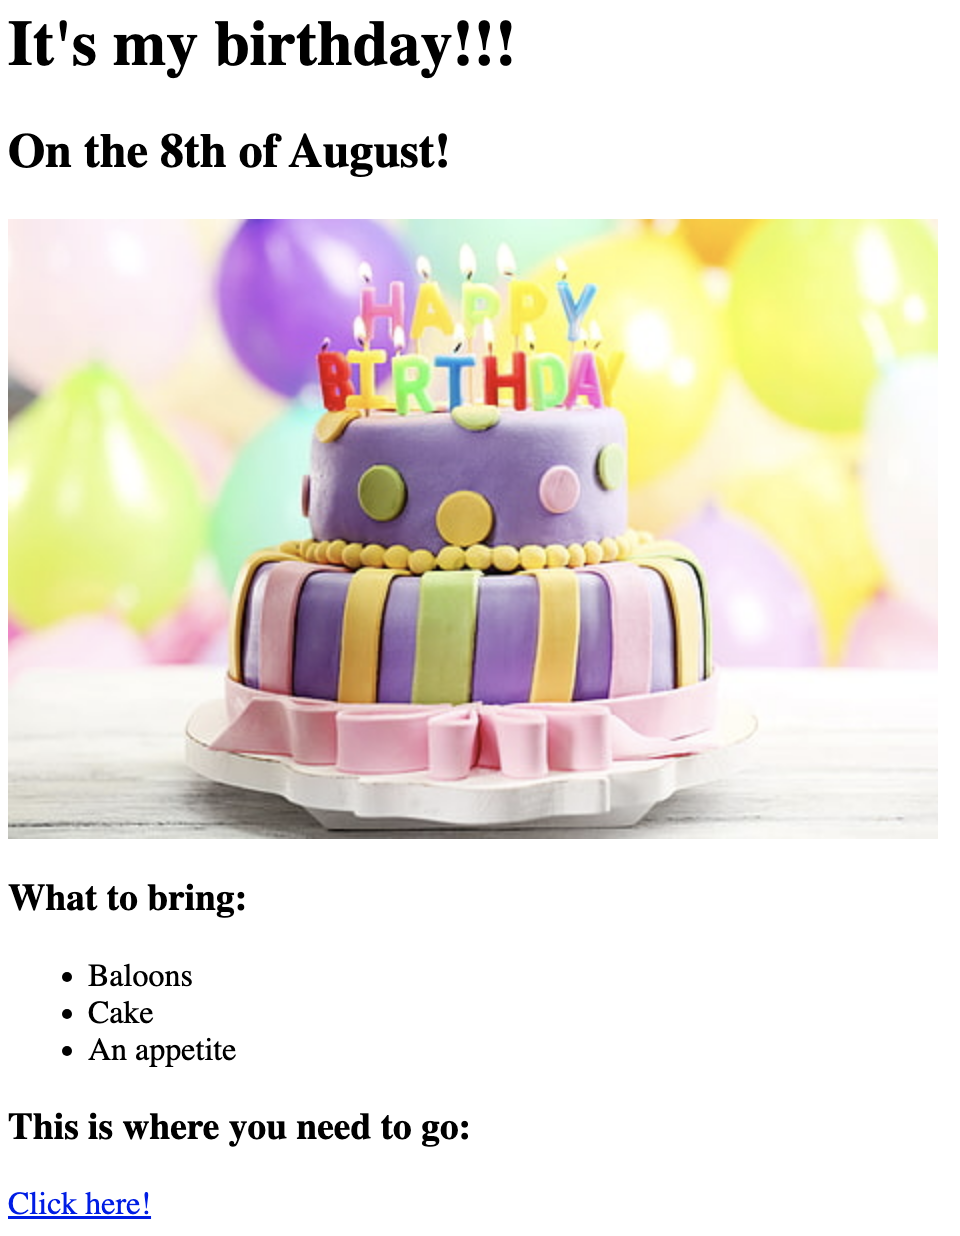 It's my birthday!!!
On the 8th of August!
HAPPY
BIRTHDAY
What to bring:
Baloons
Cake
An appetite
This is where you need to go:
Click here!